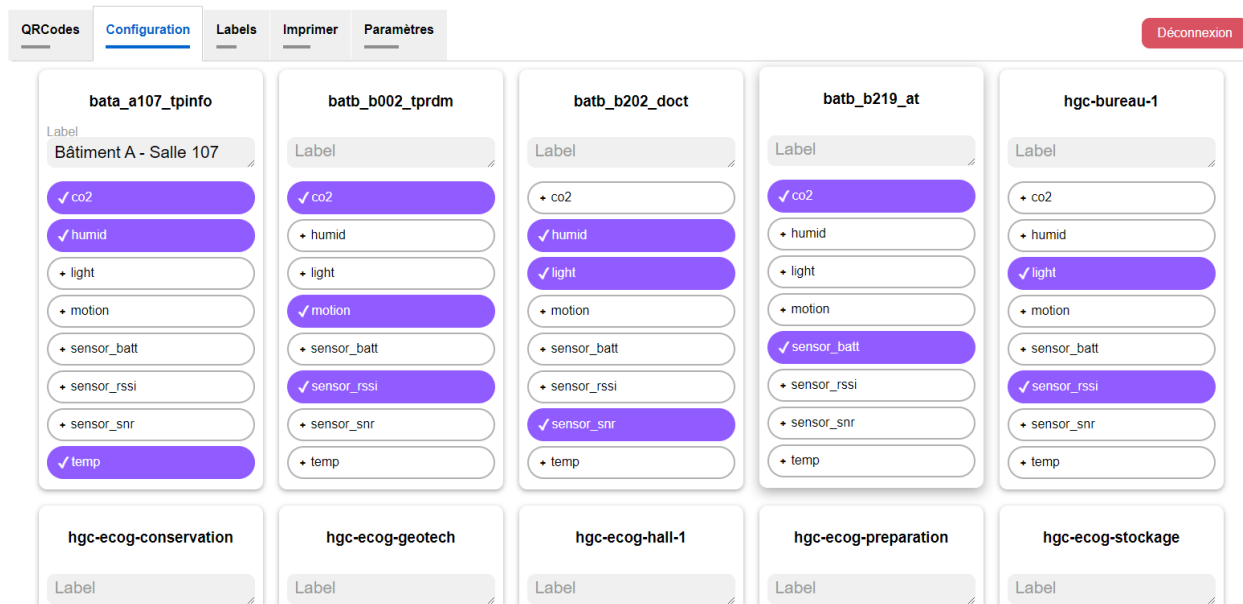 QRCodes
Configuration
Labels
Imprimer
Paramètres
Déconnexion
bata_a107_tpinfo
Label
Bâtiment A - Salle 107
✓ co2
✓ humid
+ light
+ motion
+ sensor_batt
+ sensor_rssi
+ sensor_snr
✓ temp
batb_b002_tprdm
Label
✓ co2
+ humid
+ light
✓ motion
+ sensor_batt
✓ sensor_rssi
+ sensor_snr
+ temp
batb_b202_doct
Label
+ co2
✓ humid
✓ light
+ motion
+ sensor_batt
+ sensor_rssi
✓ sensor_snr
+ temp
batb_b219_at
Label
✓ co2
+ humid
+ light
+ motion
✓ sensor_batt
+ sensor_rssi
+ sensor_snr
+ temp
hgc-bureau-1
Label
+ co2
+ humid
✓ light
+ motion
+ sensor_batt
✓ sensor_rssi
+ sensor_snr
+ temp
hgc-ecog-conservation
Label
hgc-ecog-geotech
Label
hgc-ecog-hall-1
Label
hgc-ecog-preparation
Label
hgc-ecog-stockage
Label